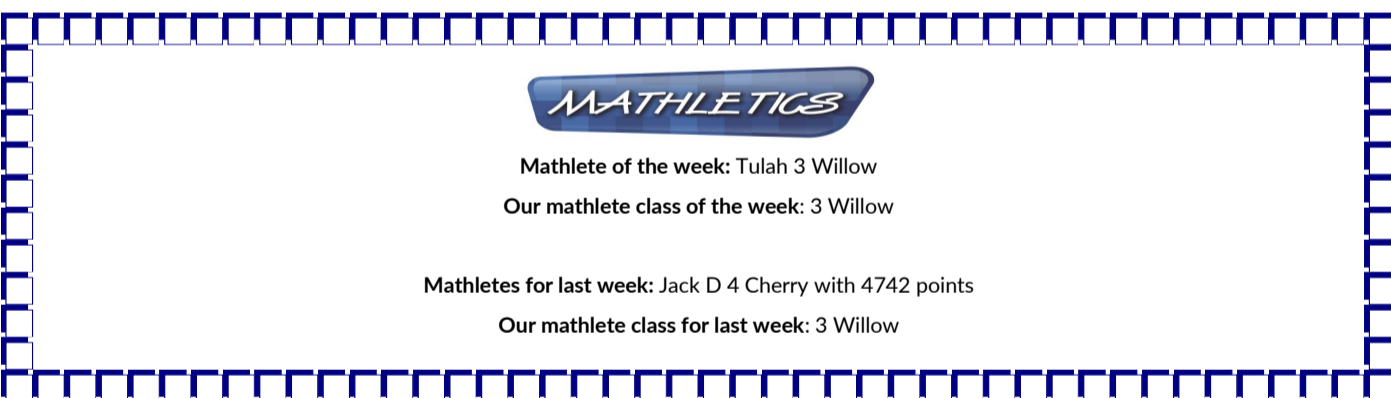 MATHLETICS
Mathlete of the week: Tulah 3 Willow
Our mathlete class of the week: 3 Willow
Mathletes for last week: Jack D 4 Cherry with 4742 points
Our mathlete class for last week: 3 Willow